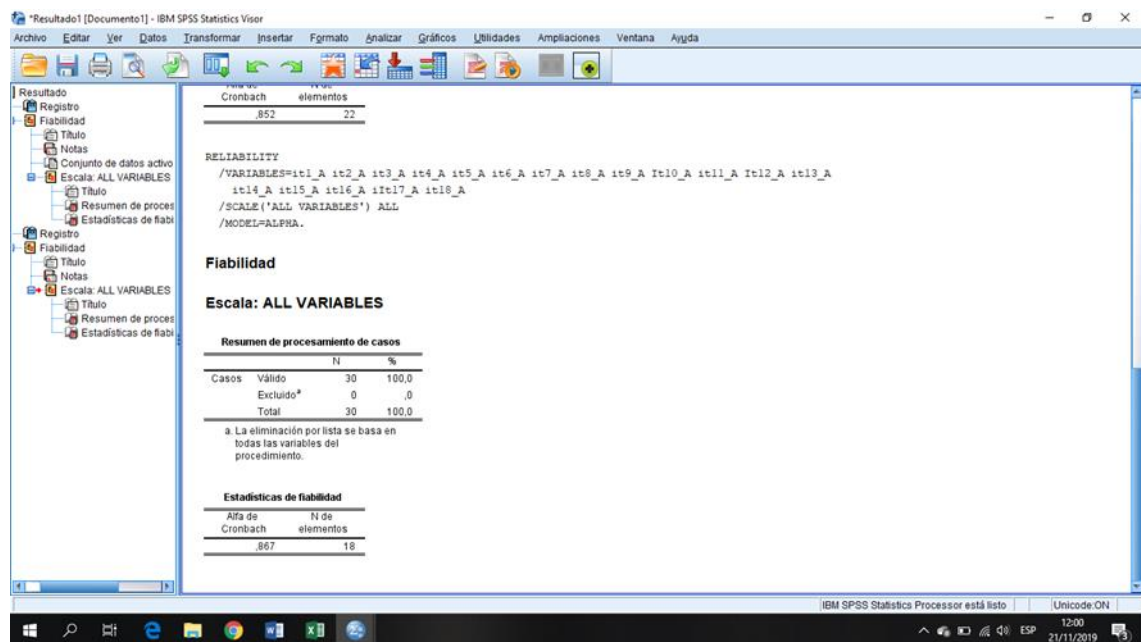 *Resultado1 [Documento1] - IBM SPSS Statistics Visor
Archivo Editar Ver Datos Transformar Insertar Formato Analizar Gráficos Utilidades Ampliaciones Ventana Ayuda
Resultado
Registro
Fiabilidad
Título
Notas
Conjunto de datos activo
Escala: ALL VARIABLES
Título
Resumen de proces
Estadísticas de fiabi
Registro
Fiabilidad
Título
Notas
Escala: ALL VARIABLES
Título
Resumen de proces
Estadísticas de fiabi
Cronbach elementos
,852 22
RELIABILITY
/VARIABLES=it1_A it2_A it3_A it4_A it5_A it6_A it7_A it8_A it9_A It10_A it11_A It12_A it13_A
it14_A it15_A it16_A iIt17_A it18_A
/SCALE('ALL VARIABLES') ALL
/MODEL=ALPHA.
Fiabilidad
Escala: ALL VARIABLES
Resumen de procesamiento de casos
N %
Casos Válido 30 100,0
Excluidoª 0 ,0
Total 30 100,0
a. La eliminación por lista se basa en
todas las variables del
procedimiento.
Estadísticas de fiabilidad
Alfa de N de
Cronbach elementos
,867 18
IBM SPSS Statistics Processor está listo Unicode:ON
ESP 12:00
21/11/2019